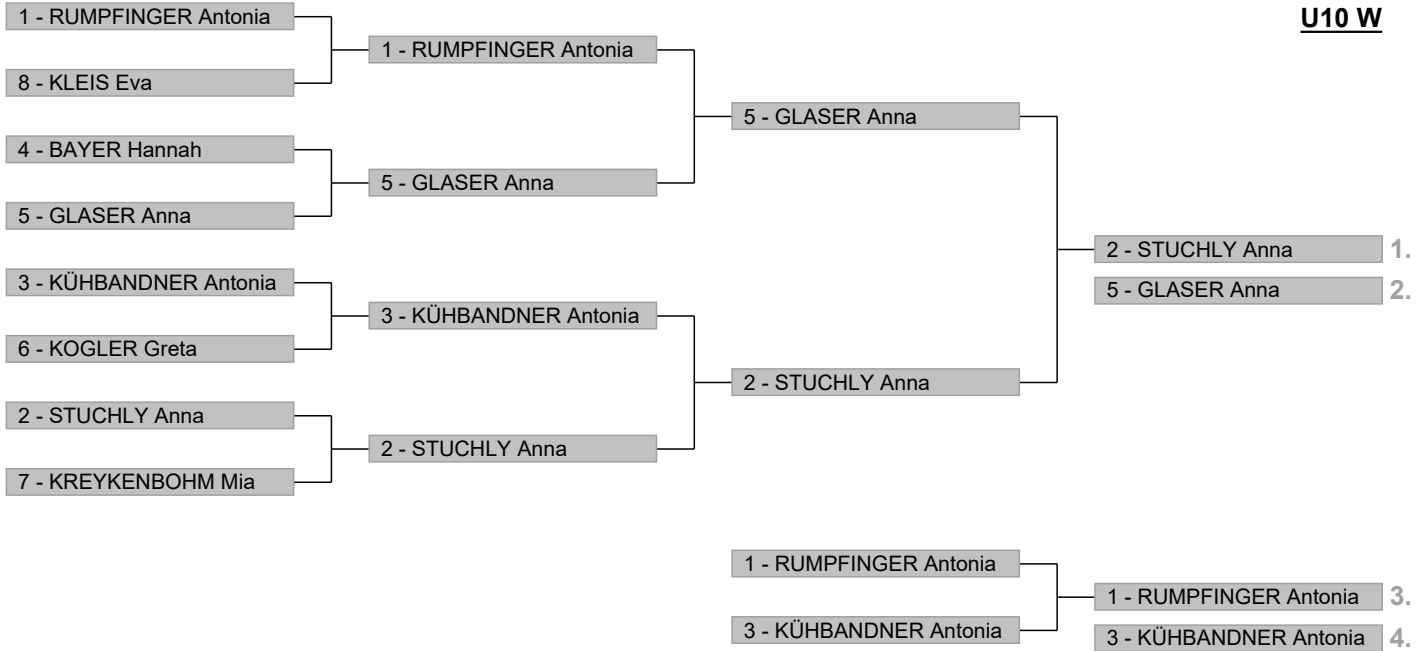 U10 W
1 - RUMPFINGER Antonia
8 - KLEIS Eva
4 - BAYER Hannah
5 - GLASER Anna
3 - KÜHBANDNER Antonia
6 - KOGLER Greta
2 - STUCHLY Anna
7 - KREYKENBOHM Mia
1 - RUMPFINGER Antonia
5 - GLASER Anna
3 - KÜHBANDNER Antonia
2 - STUCHLY Anna
5 - GLASER Anna
2 - STUCHLY Anna
2 - STUCHLY Anna 1.
5 - GLASER Anna 2.
1 - RUMPFINGER Antonia
3 - KÜHBANDNER Antonia
1 - RUMPFINGER Antonia 3.
3 - KÜHBANDNER Antonia 4.